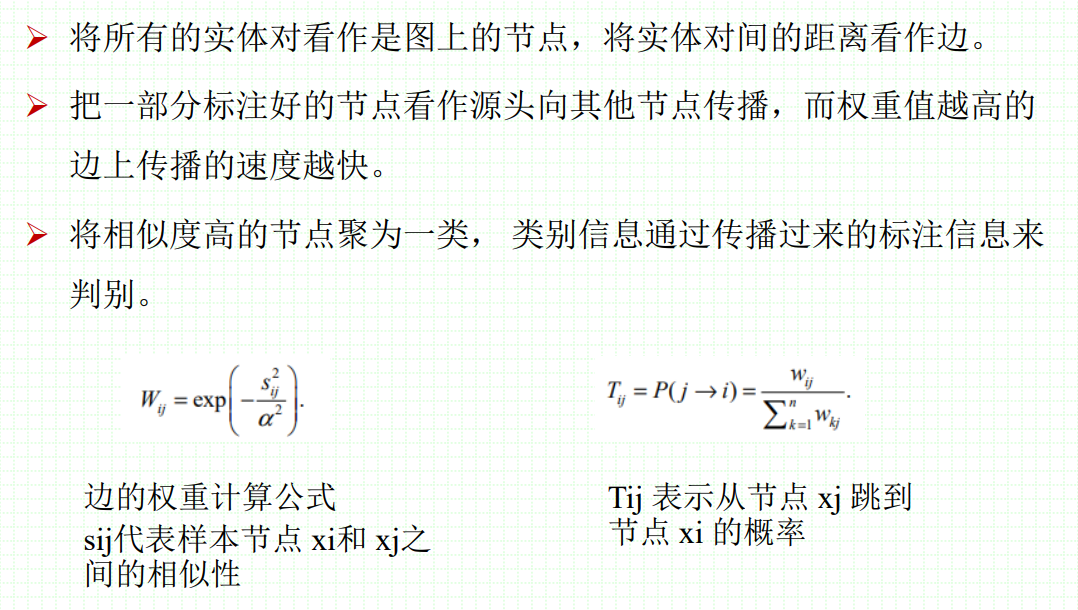 ➢ 将所有的实体对看作是图上的节点，将实体对间的距离看作边。
➢ 把一部分标注好的节点看作源头向其他节点传播，而权重值越高的
边上传播的速度越快。
➢ 将相似度高的节点聚为一类， 类别信息通过传播过来的标注信息来
判别。
W_{ij} = exp(-\frac{s_{ij}^2}{α^2}).
T_{ij} = P(j → i) = \frac{w_{ij}}{\sum_{k=1}^{n} w_{kj}}.
边的权重计算公式
sij代表样本节点 xi和 xj之
间的相似性
Tij 表示从节点 xj 跳到
节点 xi 的概率